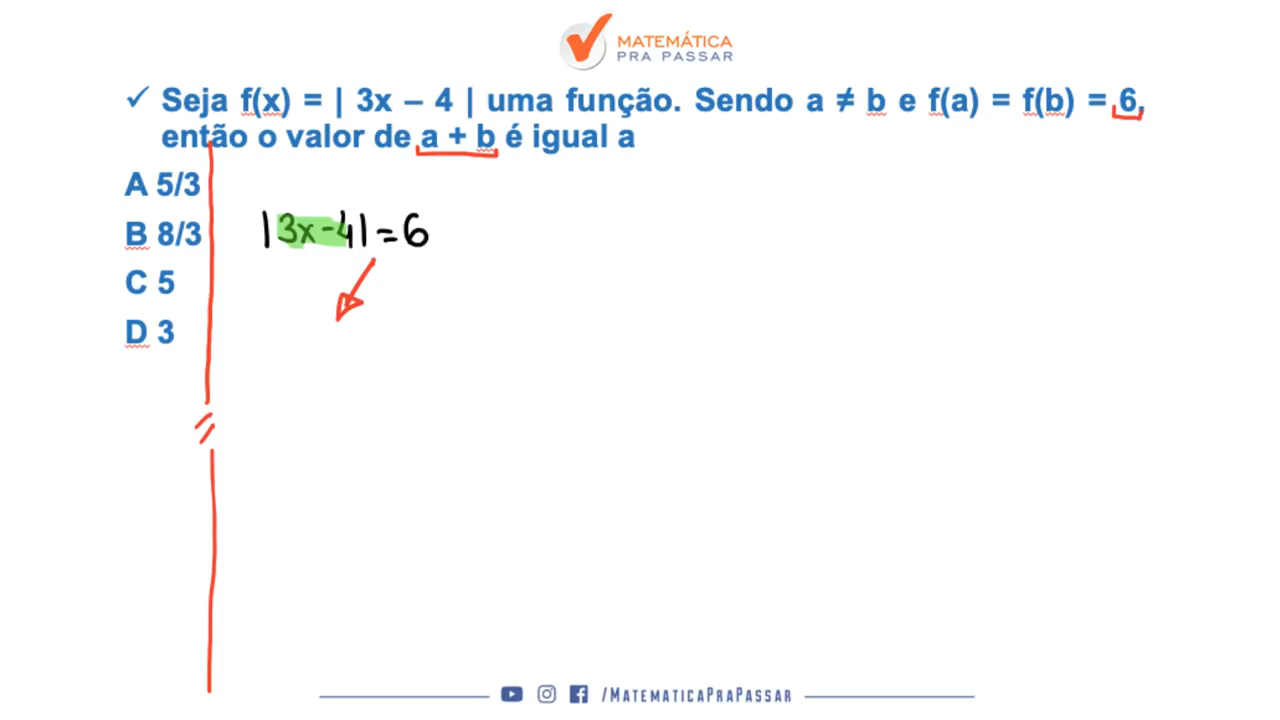 MATEMÁTICA
PRA PASSAR
✓ Seja f(x) = | 3x – 4 | uma função. Sendo a ≠ b e f(a) = f(b) = 6,
então o valor de a + b é igual a
A 5/3
B 8/3
C 5
D 3
|3x-4|=6
/MATEMATICAPRAPASSAR